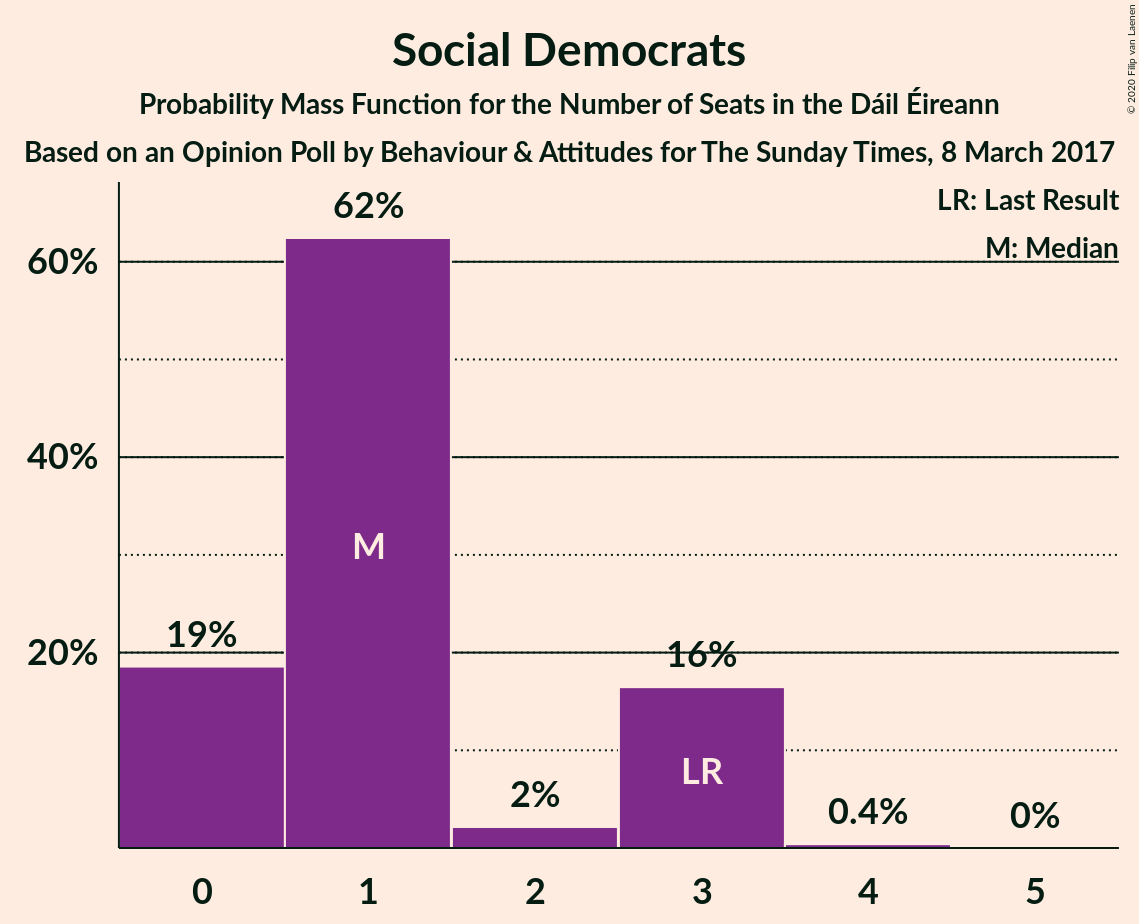 Social Democrats
Probability Mass Function for the Number of Seats in the Dáil Éireann
Based on an Opinion Poll by Behaviour & Attitudes for The Sunday Times, 8 March 2017
© 2020 Filip van Laenen
LR: Last Result
M: Median
62%
60%
40%
M
19%
20%
16%
LR
2%
0.4%
0%
0 1 2 3 4 5